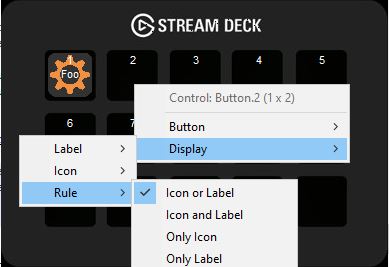 STREAM DECK
1
2
3
4
5
Foo
Control: Button.2 (1 x 2)
6
7
Button
Display
Label
Icon
Rule
Icon or Label
Icon and Label
Only Icon
Only Label